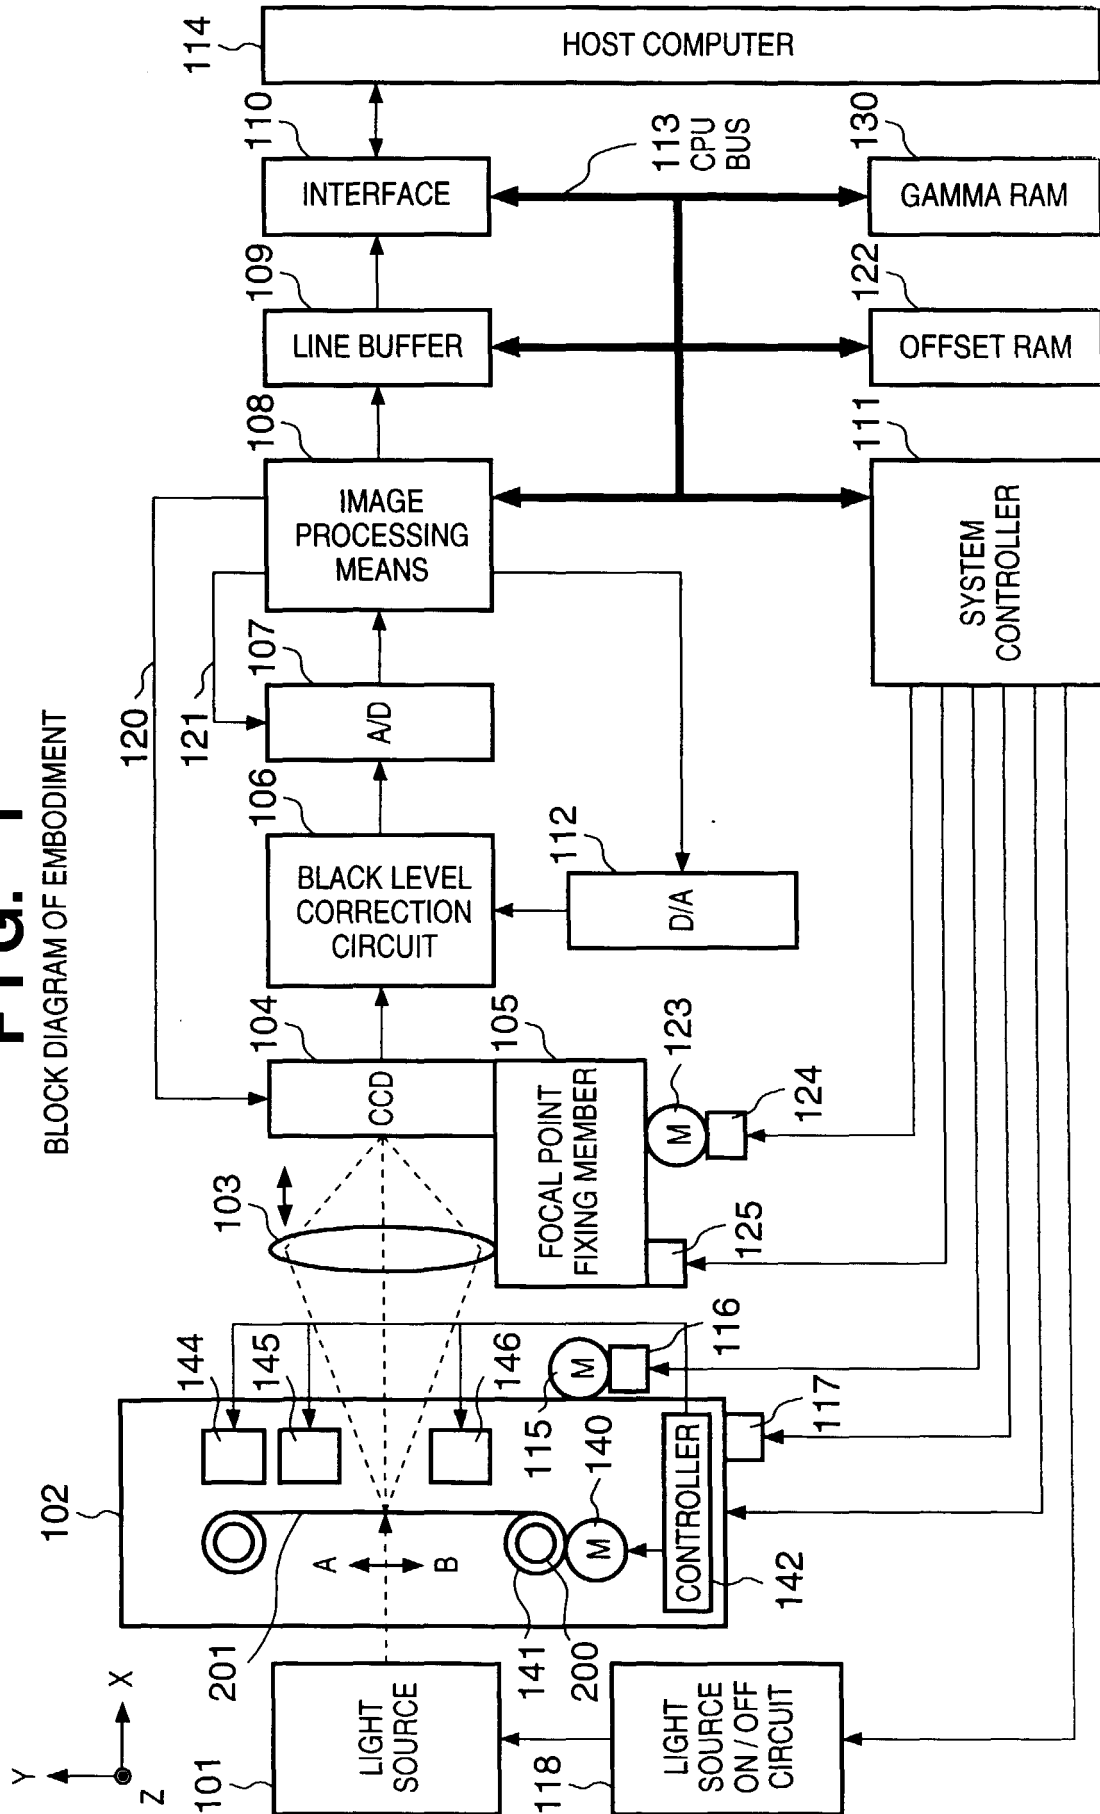 FIG. 1
BLOCK DIAGRAM OF EMBODIMENT
114
HOST COMPUTER
110
INTERFACE
113
CPU
BUS
130
GAMMA RAM
109
LINE BUFFER
122
OFFSET RAM
108
IMAGE
PROCESSING
MEANS
111
SYSTEM
CONTROLLER
120
121
107
A/D
106
BLACK LEVEL
CORRECTION
CIRCUIT
112
D/A
104
CCD
105
FOCAL POINT
FIXING MEMBER
123
M
124
103
125
144
145
146
115
M
116
117
102
A
B
140
M
CONTROLLER
142
201
141
200
Y
X
Z
101
LIGHT
SOURCE
118
LIGHT
SOURCE
ON / OFF
CIRCUIT